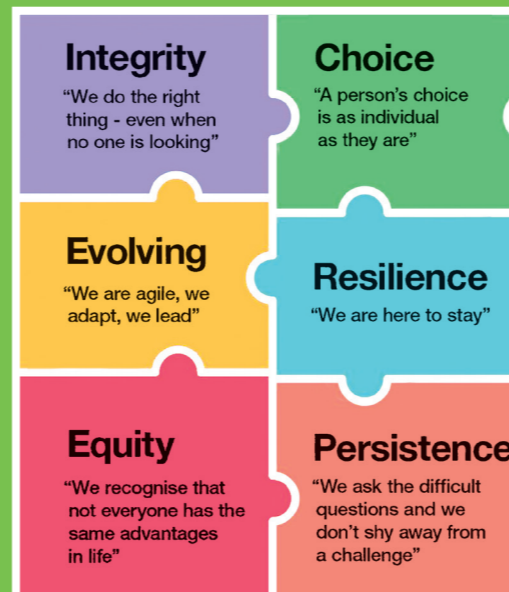 Integrity
“We do the right
thing - even when
no one is looking”
Choice
“A person’s choice
is as individual
as they are”
Evolving
“We are agile, we
adapt, we lead”
Resilience
“We are here to stay”
Equity
“We recognise that
not everyone has the
same advantages
in life”
Persistence
“We ask the difficult
questions and we
don’t shy away from
a challenge”